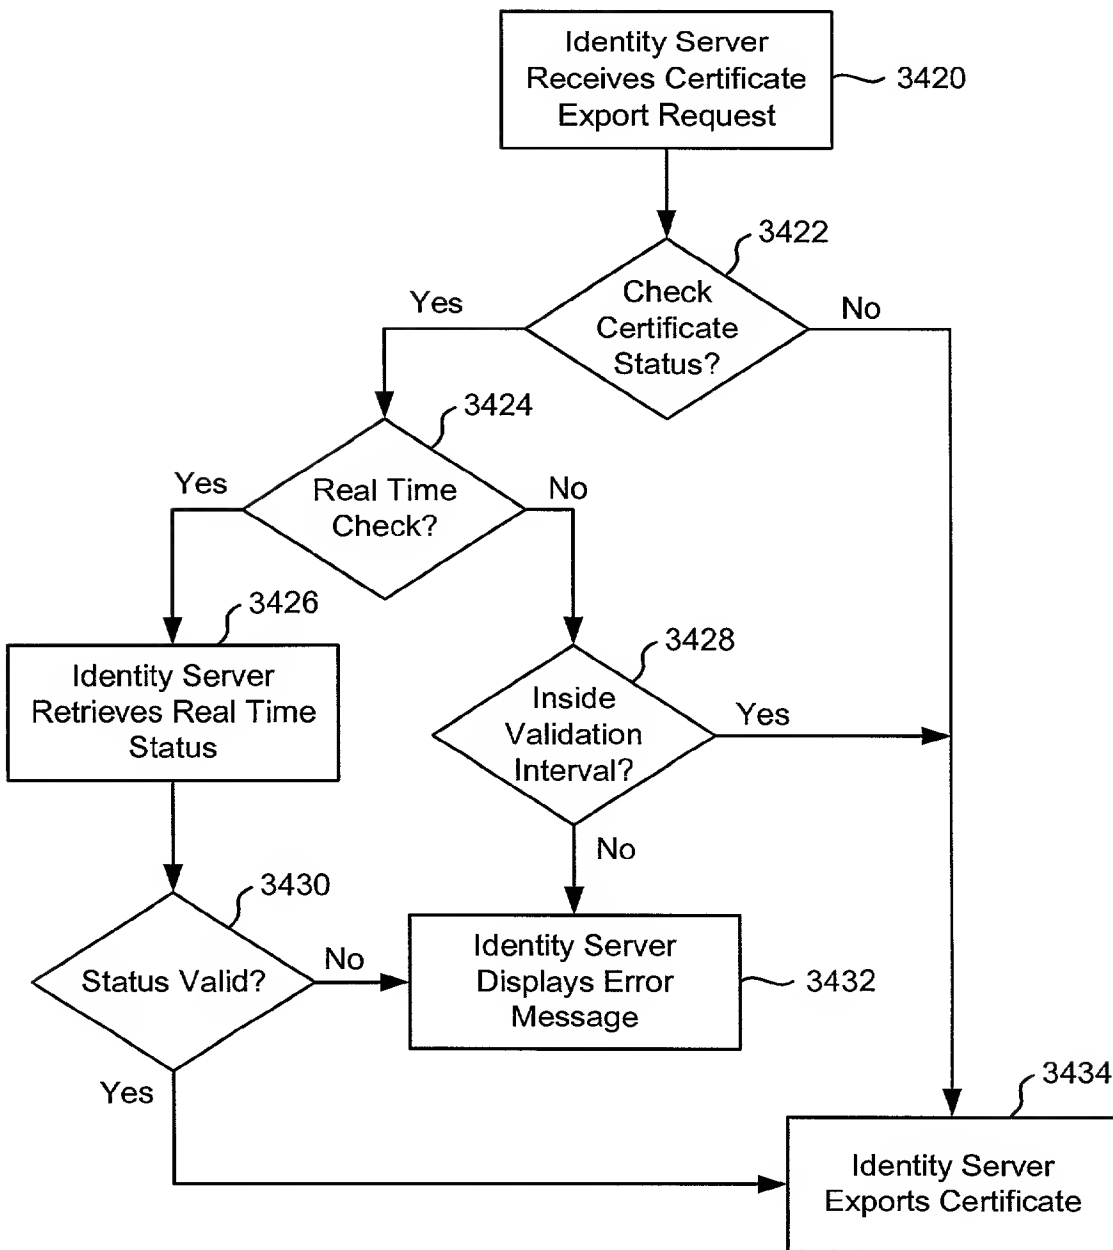 Identity Server
Receives Certificate
Export Request
3420
3422
Check
Certificate
Status?
Yes
No
3424
Real Time
Check?
Yes
No
3426
Identity Server
Retrieves Real Time
Status
3428
Inside
Validation
Interval?
Yes
No
3430
Status Valid?
No
Yes
Identity Server
Displays Error
Message
3432
3434
Identity Server
Exports Certificate